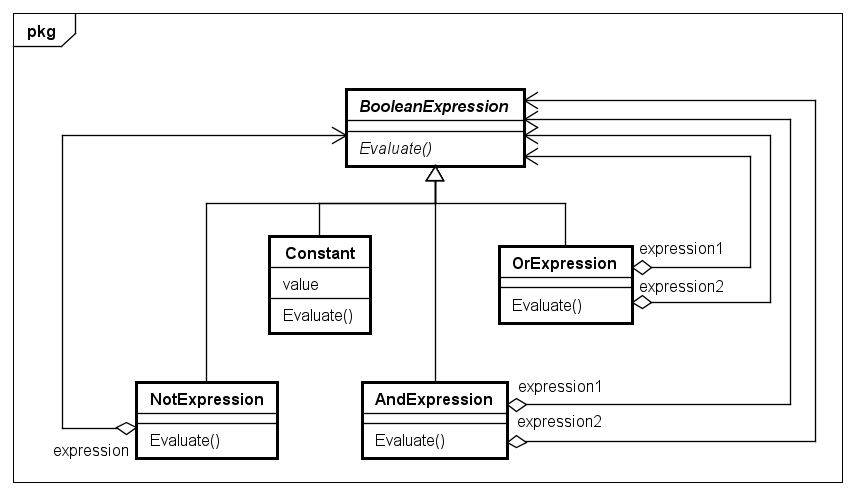 pkg
BooleanExpression
Evaluate()
Constant
value
Evaluate()
OrExpression
Evaluate()
expression1
expression2
NotExpression
Evaluate()
expression
AndExpression
Evaluate()
expression1
expression2